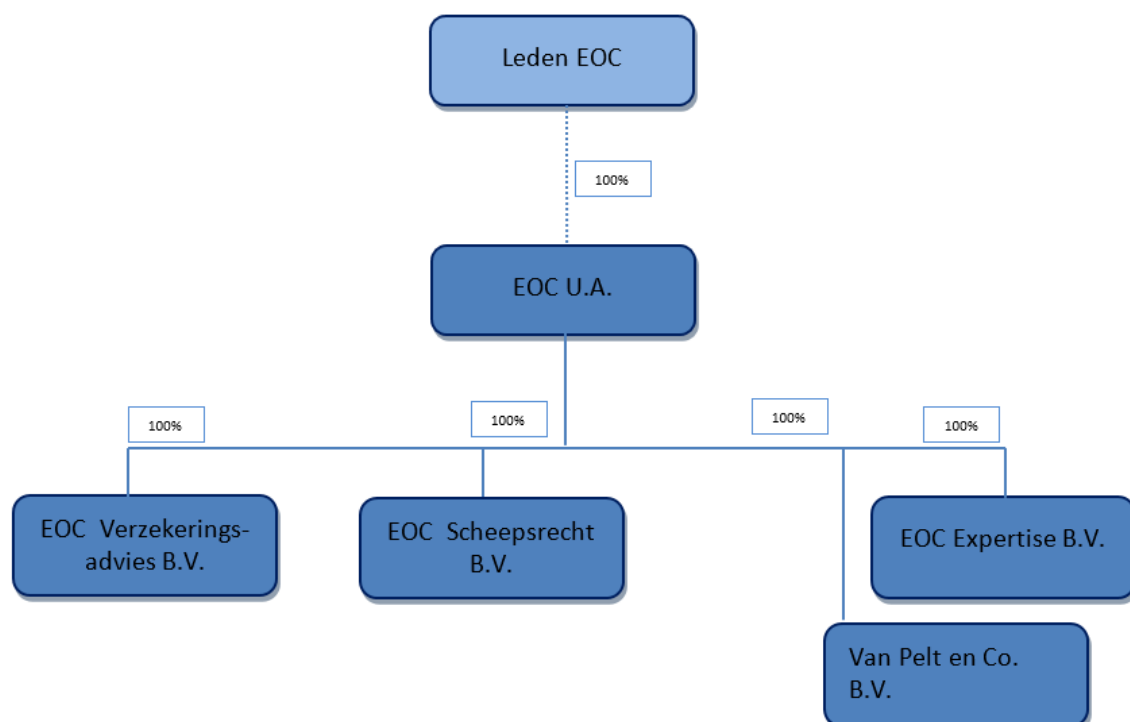 Leden EOC
100%
EOC U.A.
100%
100%
100%
100%
EOC Verzekerings-
advies B.V.
EOC Scheepsrecht
B.V.
EOC Expertise B.V.
Van Pelt en Co.
B.V.